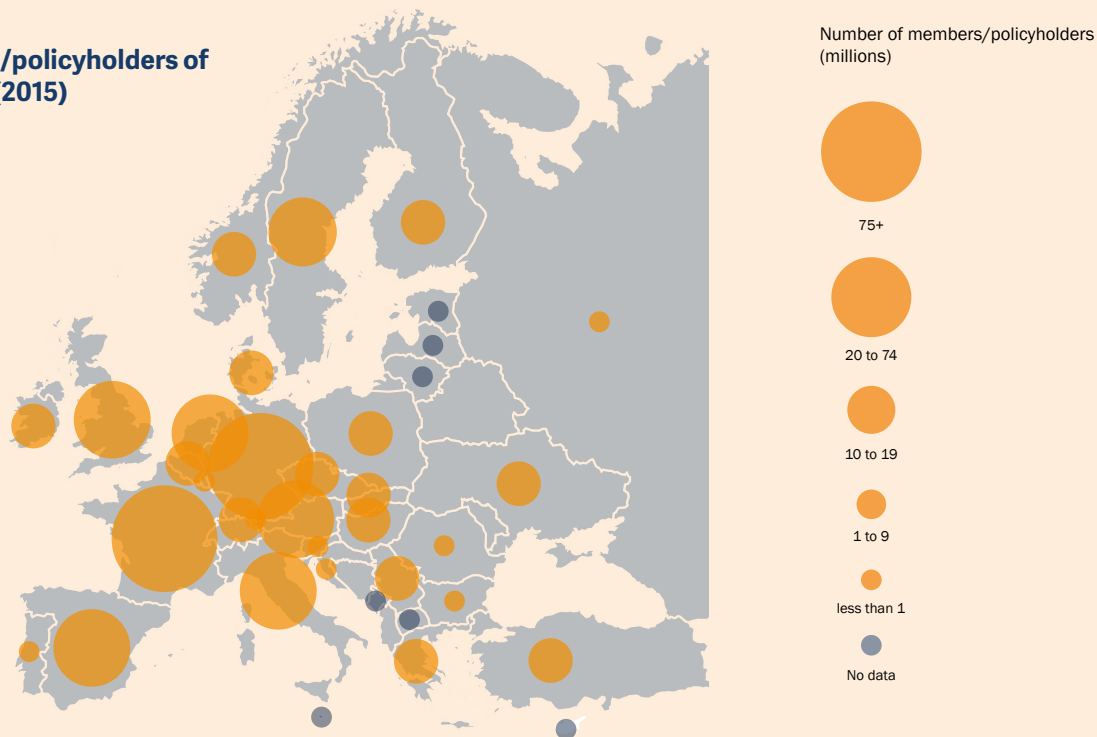 /policyholders of
(2015)
Number of members/policyholders
(millions)
75+
20 to 74
10 to 19
1 to 9
less than 1
No data